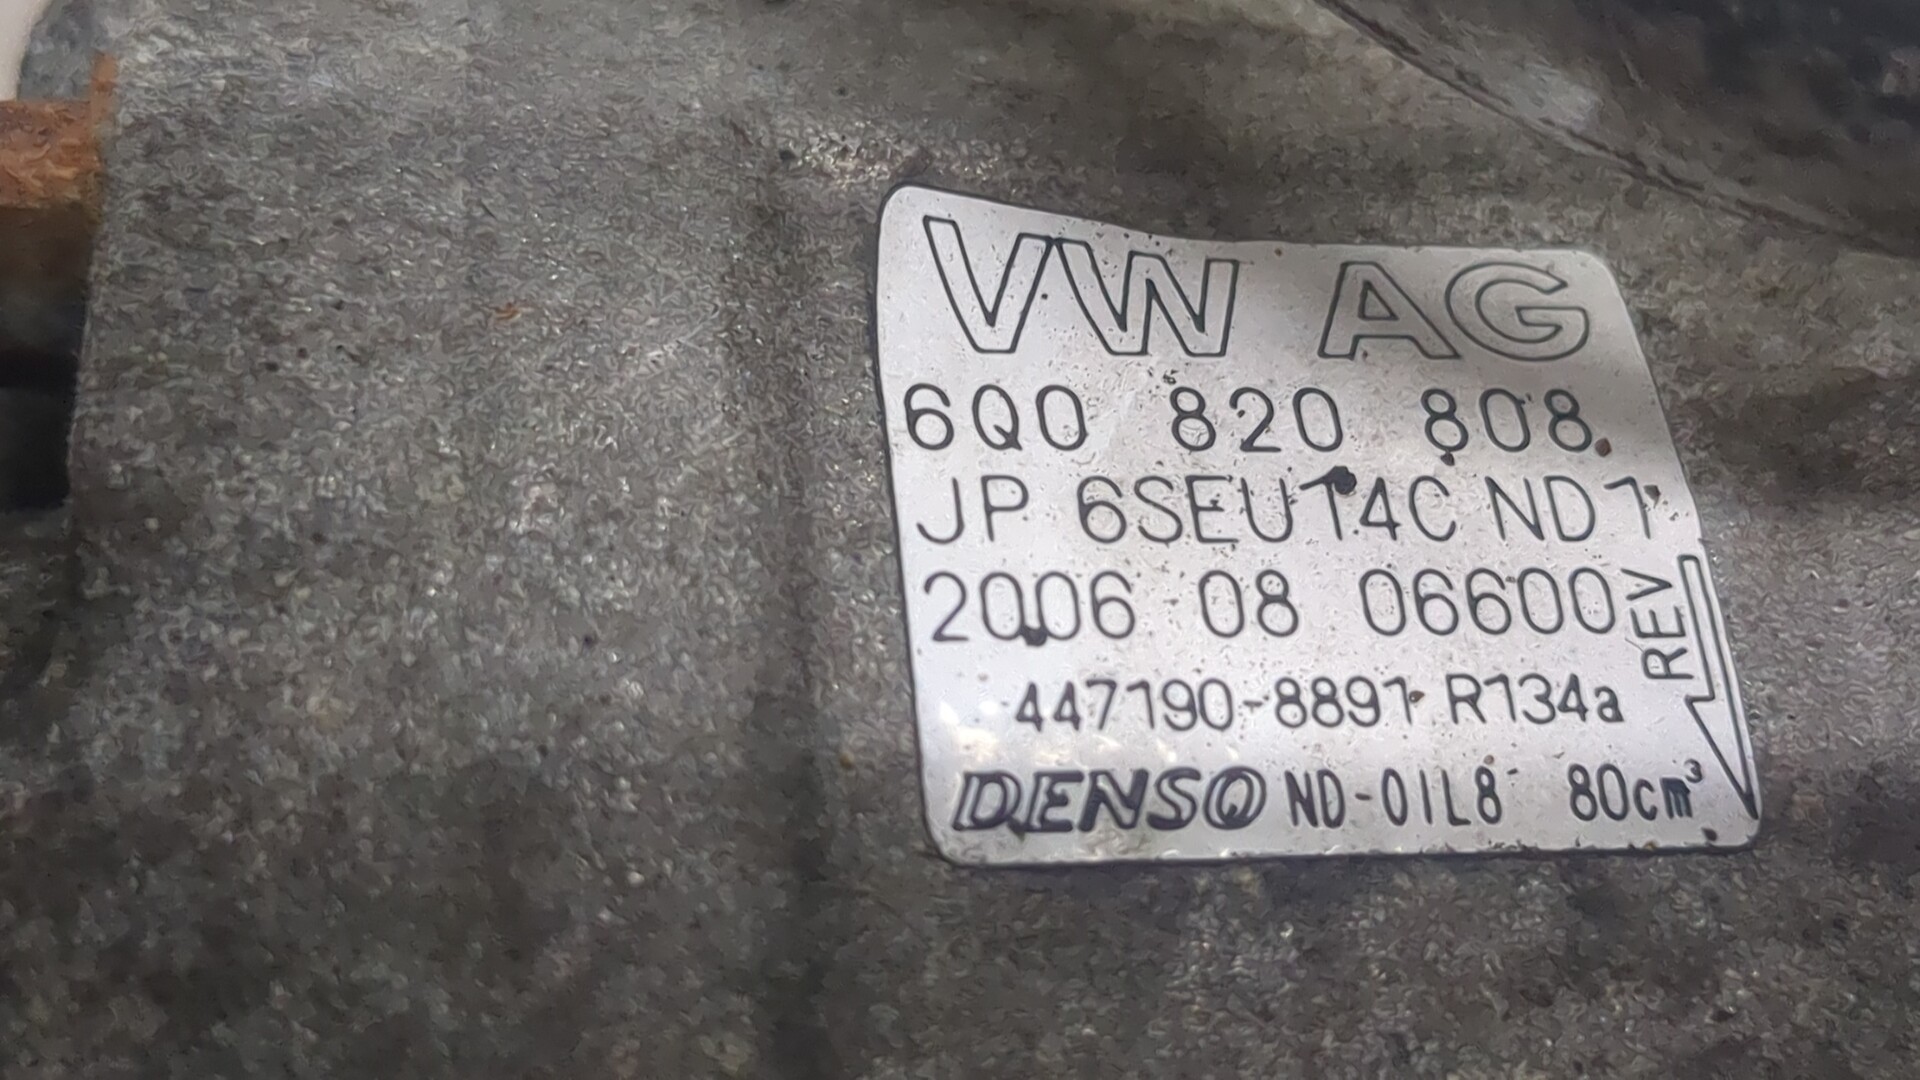 VW AG
6Q0 820 808
JP 6SEU14C ND1
2006 08 06600
REV
447190-8891 R134a
DENSO ND-OIL8 80cm³